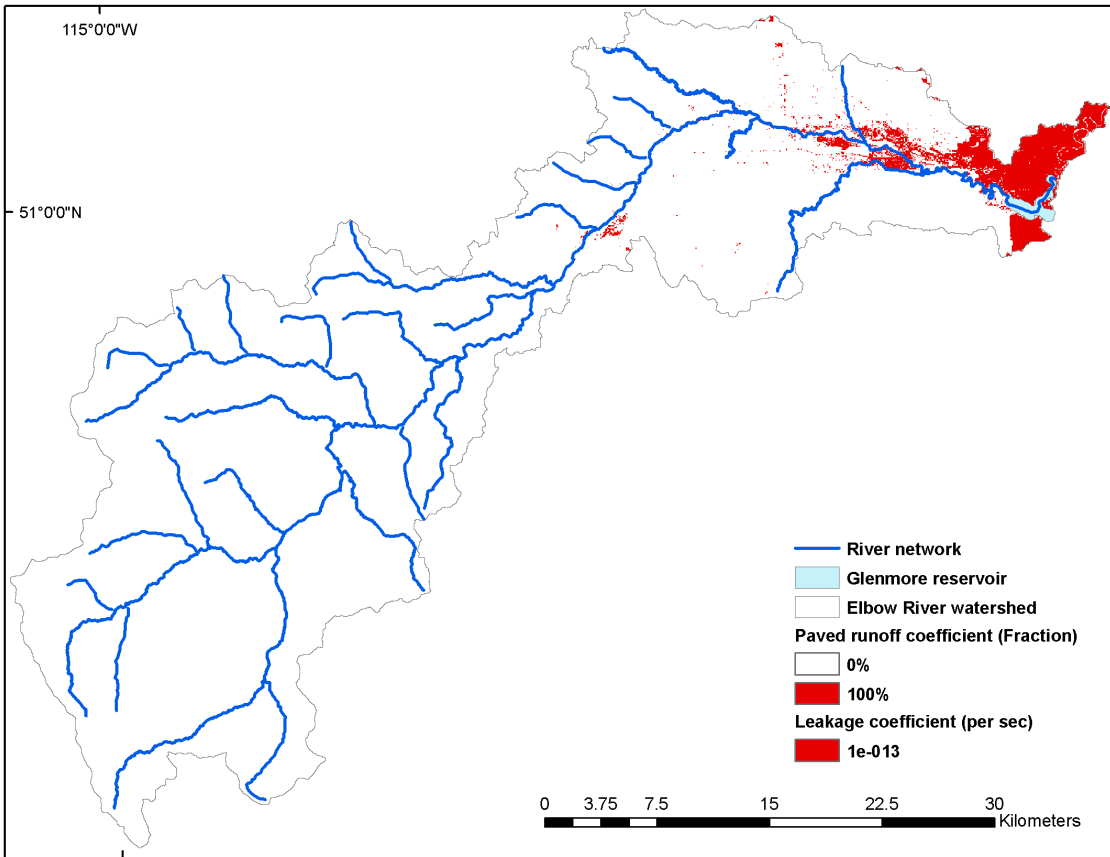 115°0'0"W
51°0'0"N
River network
Glenmore reservoir
Elbow River watershed
Paved runoff coefficient (Fraction)
0%
100%
Leakage coefficient (per sec)
1e-013
0 3.75 7.5 15 22.5 30
Kilometers